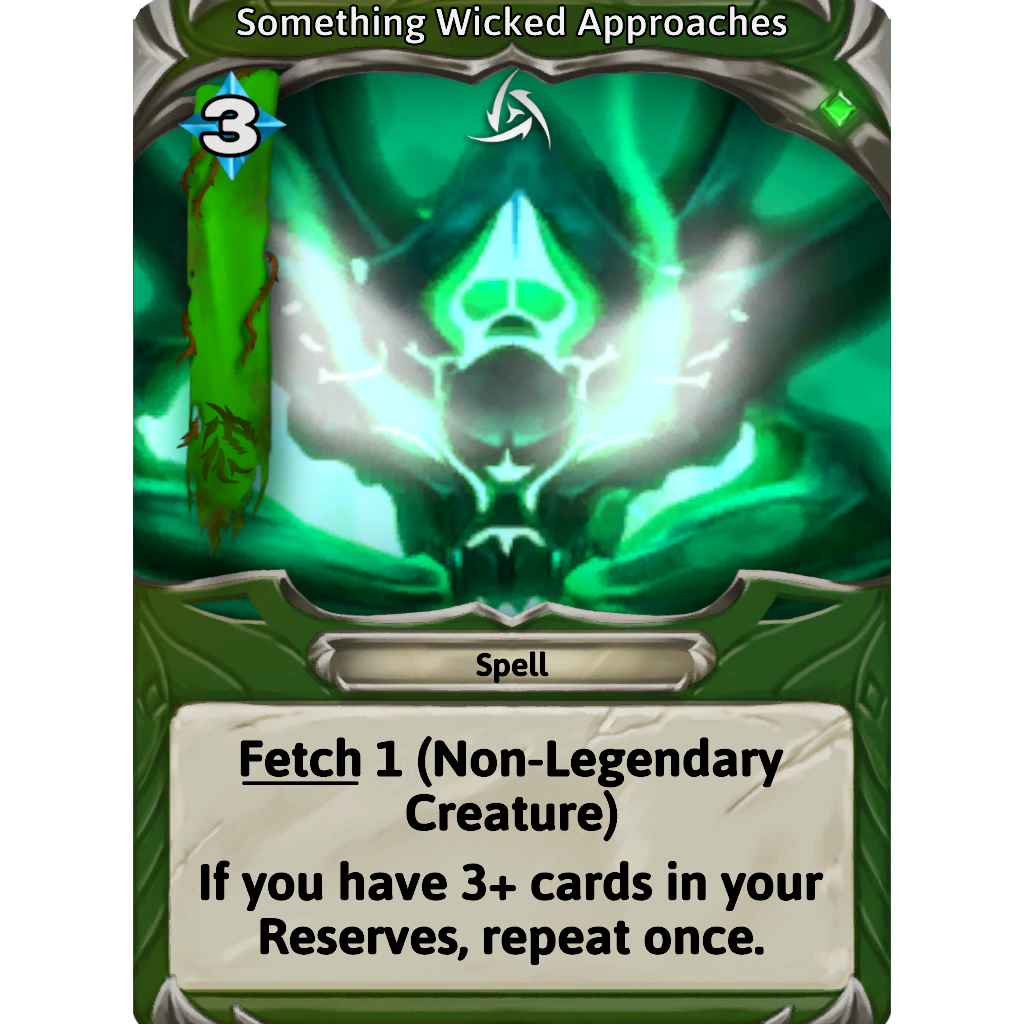 Something Wicked Approaches
3
Spell
Fetch 1 (Non-Legendary
Creature)
If you have 3+ cards in your
Reserves, repeat once.